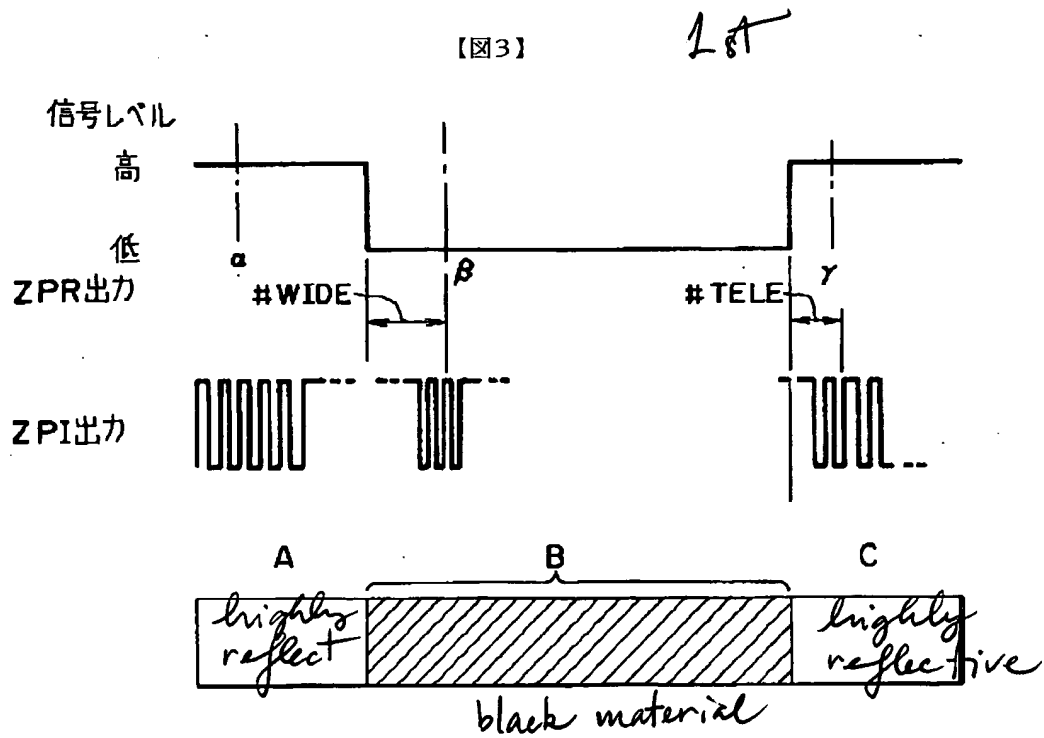 【図3】
1st
信号レベル
高
低
α
β
γ
ZPR出力
#WIDE
#TELE
ZPI出力
A
B
C
highly
reflect
highly
reflective
black material